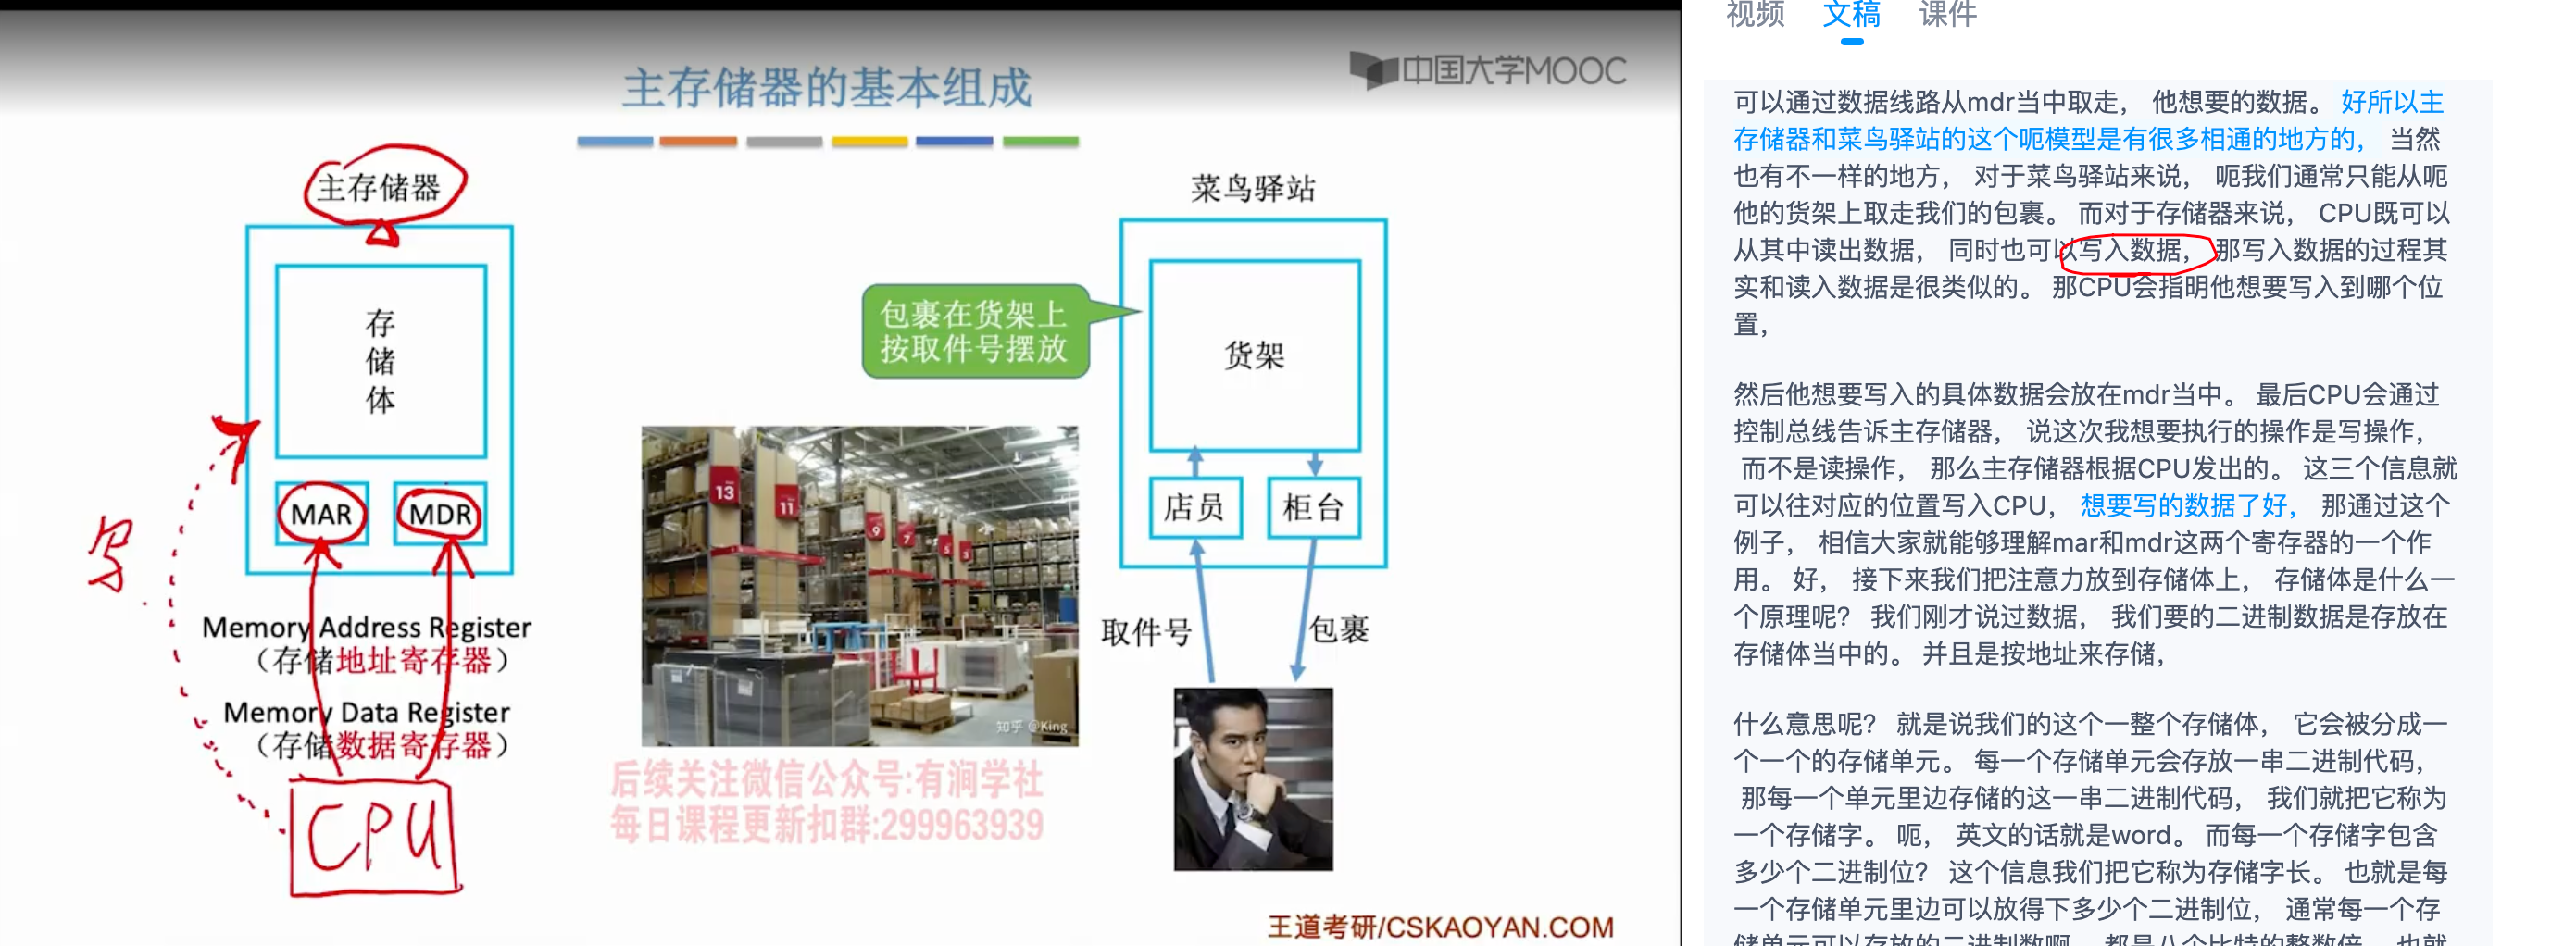 主存储器的基本组成
中国大学MOOC
主存储器
存
储
体
MAR
MDR
写
Memory Address Register
（存储地址寄存器）
Memory Data Register
（存储数据寄存器）
CPU
包裹在货架上
按取件号摆放
13
11
9
7
5
3
知乎 @King
后续关注微信公众号:有涧学社
每日课程更新扣群:299963939
菜鸟驿站
货架
店员
柜台
取件号
包裹
王道考研/CSKAOYAN.COM
视频 文稿 课件
可以通过数据线路从mdr当中取走， 他想要的数据。 好所以主
存储器和菜鸟驿站的这个呃模型是有很多相通的地方的， 当然
也有不一样的地方， 对于菜鸟驿站来说， 呃我们通常只能从呃
他的货架上取走我们的包裹。 而对于存储器来说， CPU既可以
从其中读出数据， 同时也可以写入数据， 那写入数据的过程其
实和读入数据是很类似的。 那CPU会指明他想要写入到哪个位
置，
然后他想要写入的具体数据会放在mdr当中。 最后CPU会通过
控制总线告诉主存储器， 说这次我想要执行的操作是写操作，
而不是读操作， 那么主存储器根据CPU发出的。 这三个信息就
可以往对应的位置写入CPU， 想要写的数据了好， 那通过这个
例子， 相信大家就能够理解mar和mdr这两个寄存器的一个作
用。 好， 接下来我们把注意力放到存储体上， 存储体是什么一
个原理呢？ 我们刚才说过数据， 我们要的二进制数据是存放在
存储体当中的。 并且是按地址来存储，
什么意思呢？ 就是说我们的这个一整个存储体， 它会被分成一
个一个的存储单元。 每一个存储单元会存放一串二进制代码，
那每一个单元里边存储的这一串二进制代码， 我们就把它称为
一个存储字。 呃， 英文的话就是word。 而每一个存储字包含
多少个二进制位？ 这个信息我们把它称为存储字长。 也就是每
一个存储单元里边可以放得下多少个二进制位， 通常每一个存
储单元可以存放的二进制数啊， 都是八个比特的整数倍， 也就